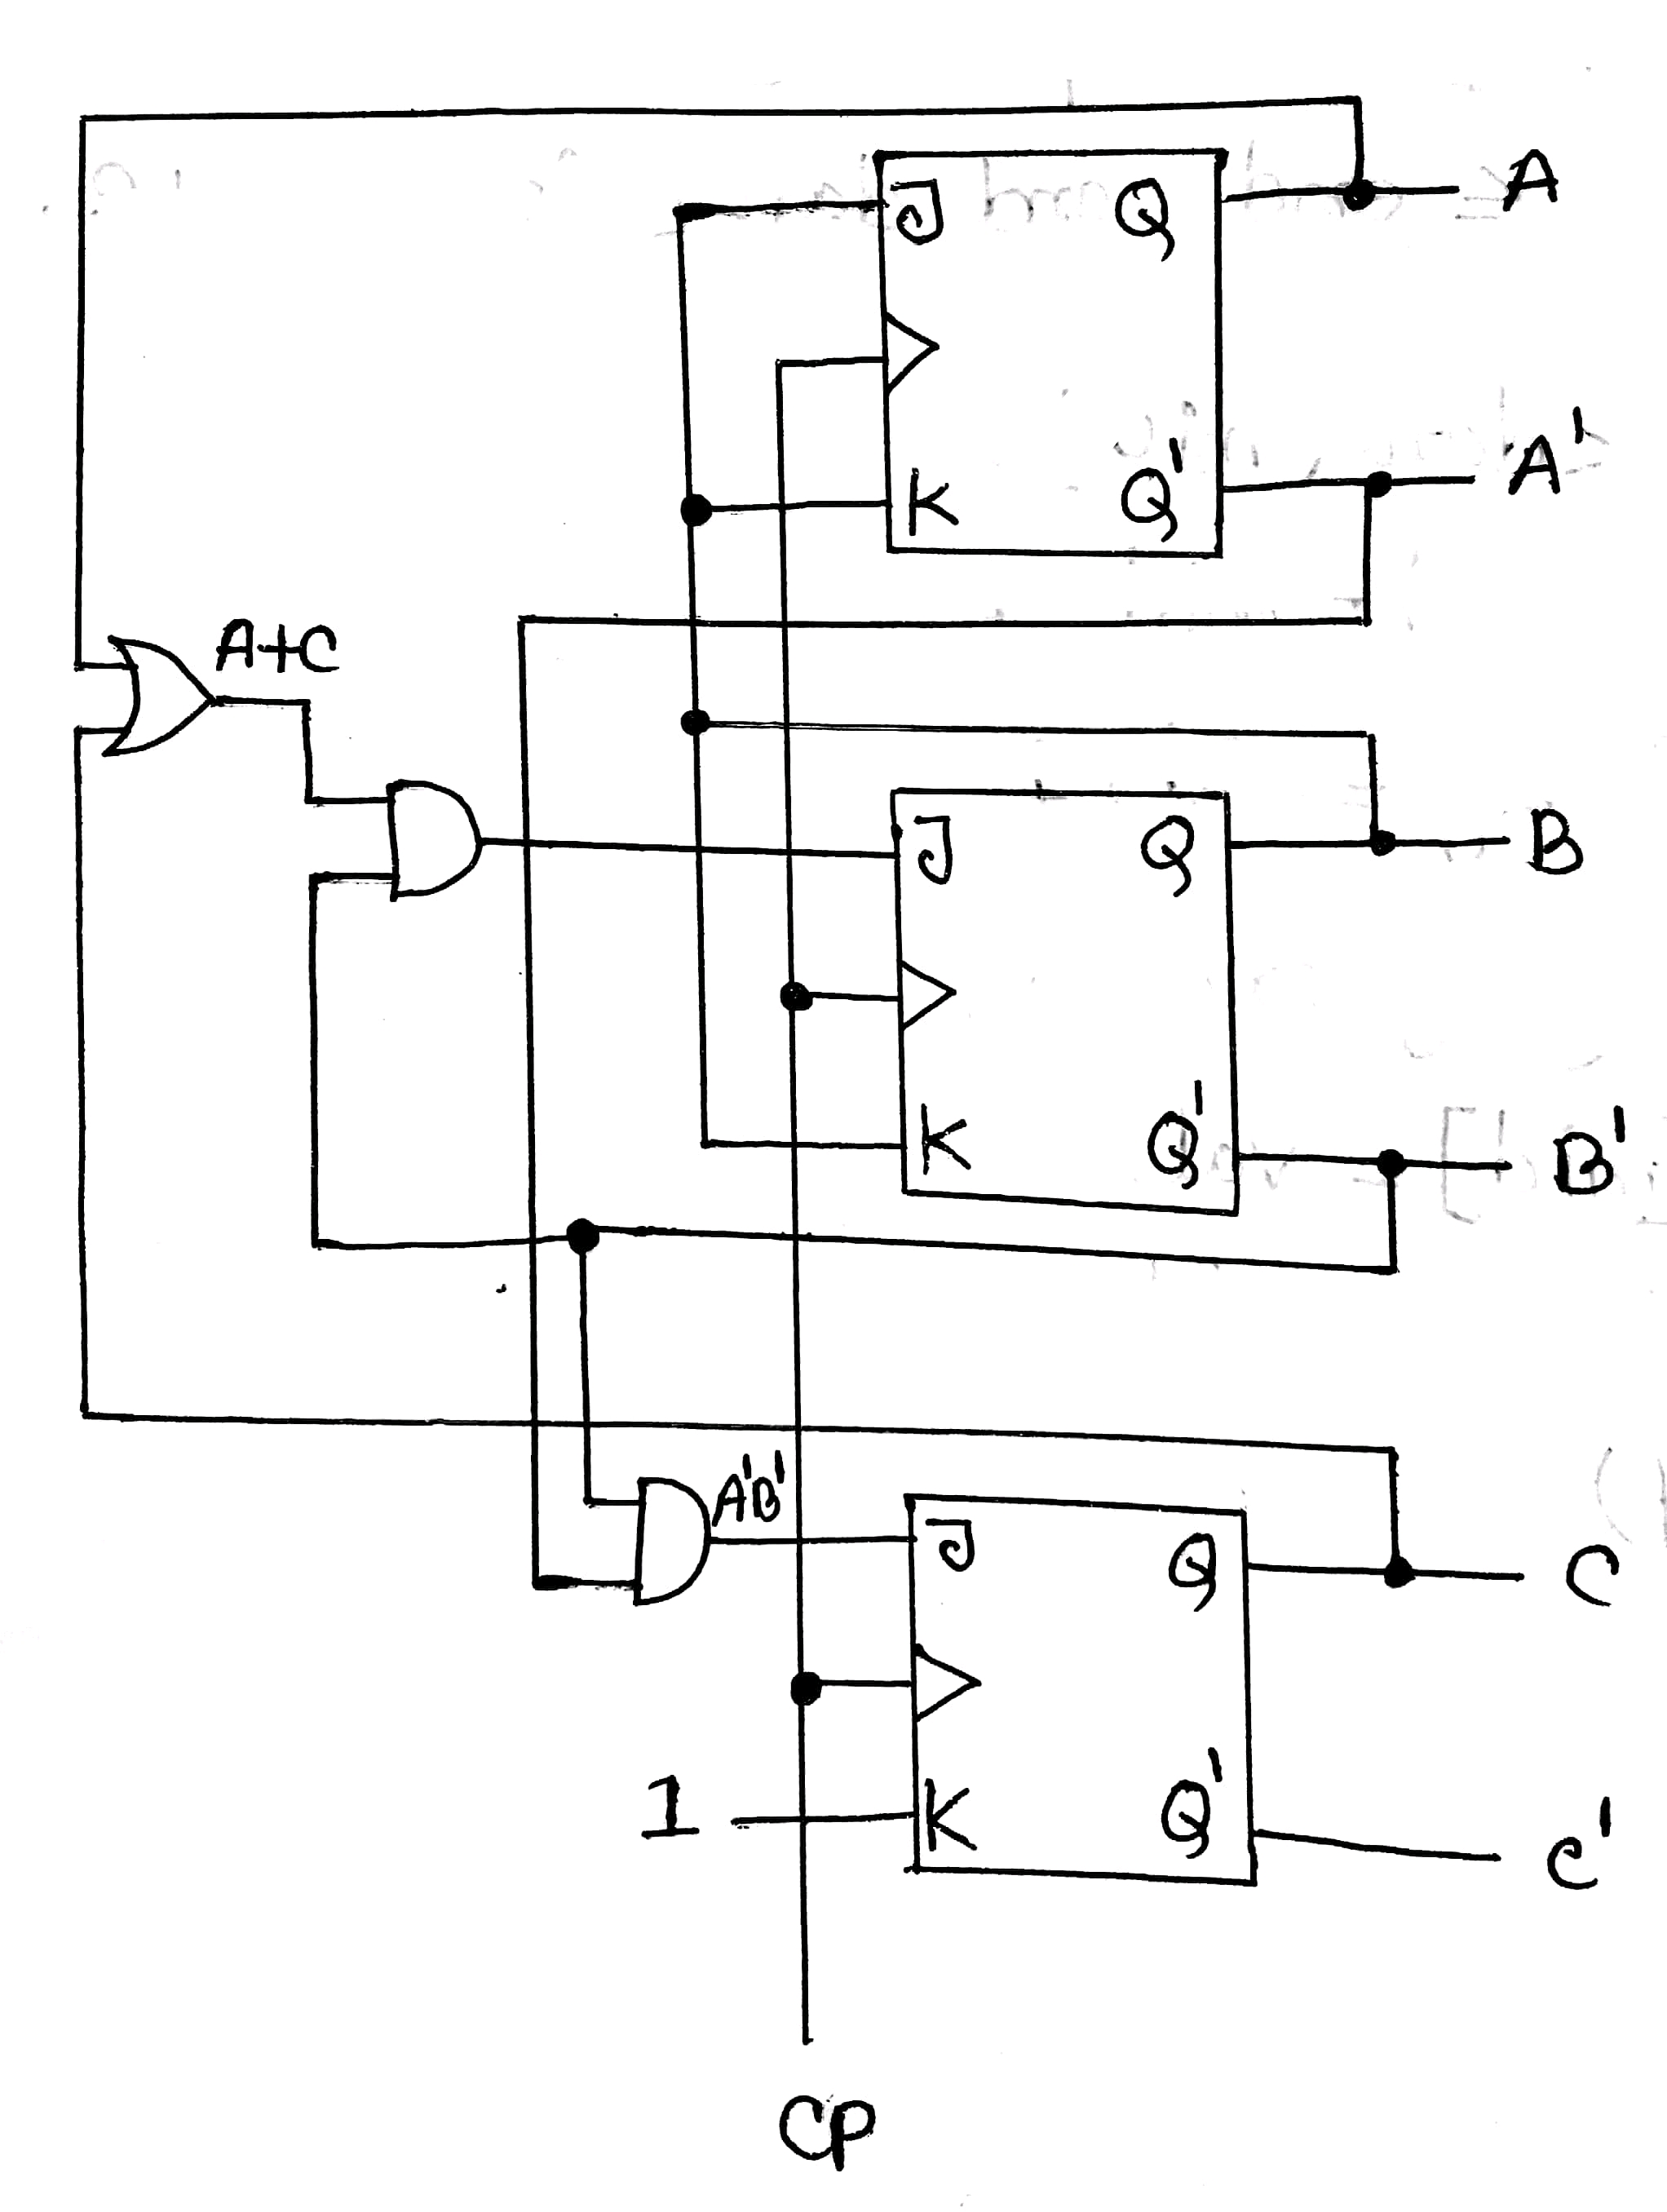 J Q A
K Q' A'
A+C
J Q B
K Q' B'
A'B'
J Q C
1 K Q' C'
CP